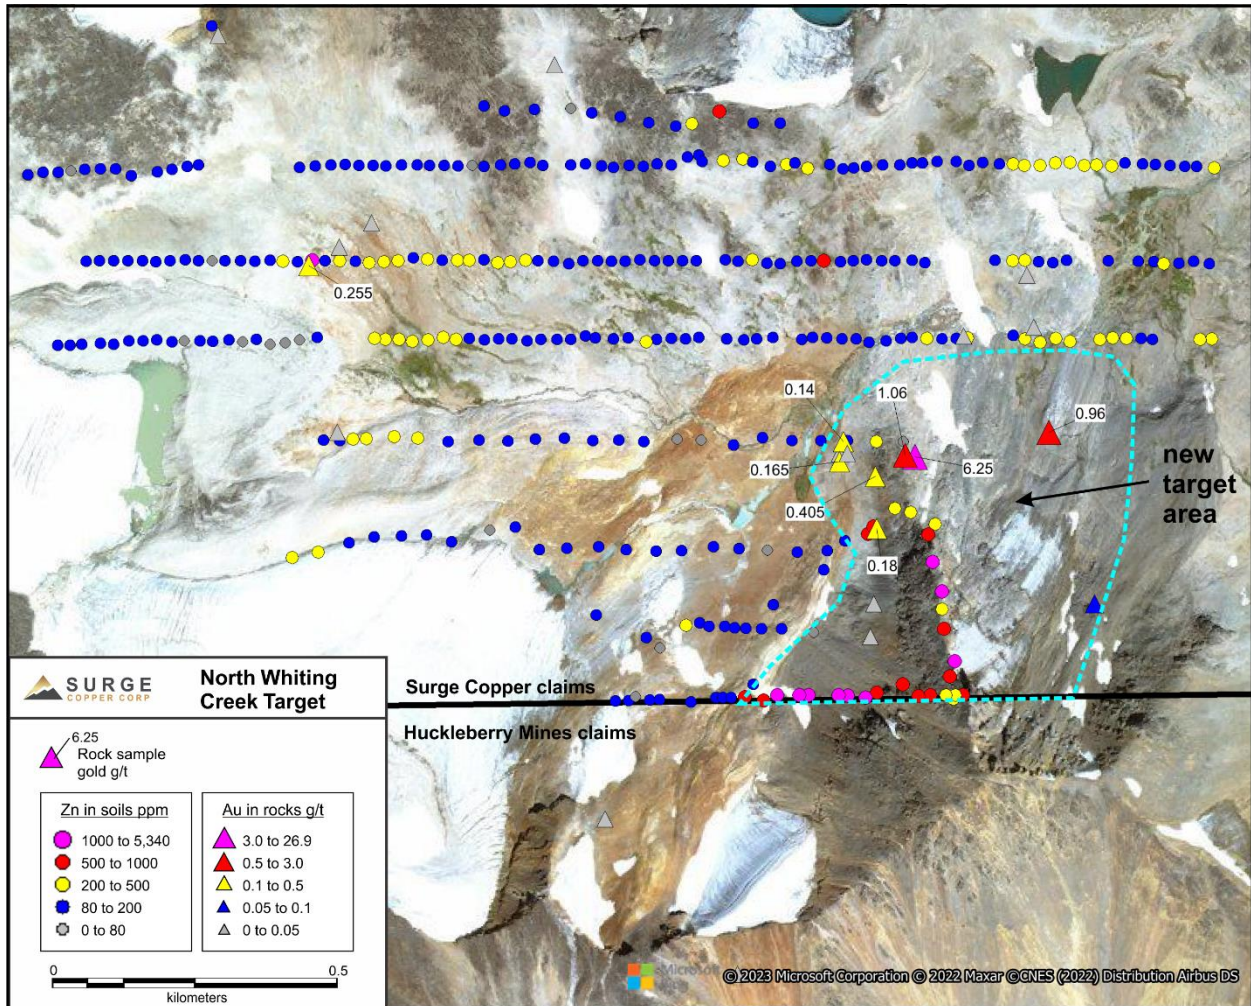 0.255
0.14
1.06
0.96
0.165
6.25
new
target
area
0.405
0.18
SURGE
COPPER CORP
North Whiting
Creek Target
Surge Copper claims
Huckleberry Mines claims
6.25
Rock sample
gold g/t
Zn in soils ppm
1000 to 5,340
500 to 1000
200 to 500
80 to 200
0 to 80
Au in rocks g/t
3.0 to 26.9
0.5 to 3.0
0.1 to 0.5
0.05 to 0.1
0 to 0.05
0
0.5
kilometers
Microsoft
©2023 Microsoft Corporation © 2022 Maxar ©CNES (2022) Distribution Airbus DS